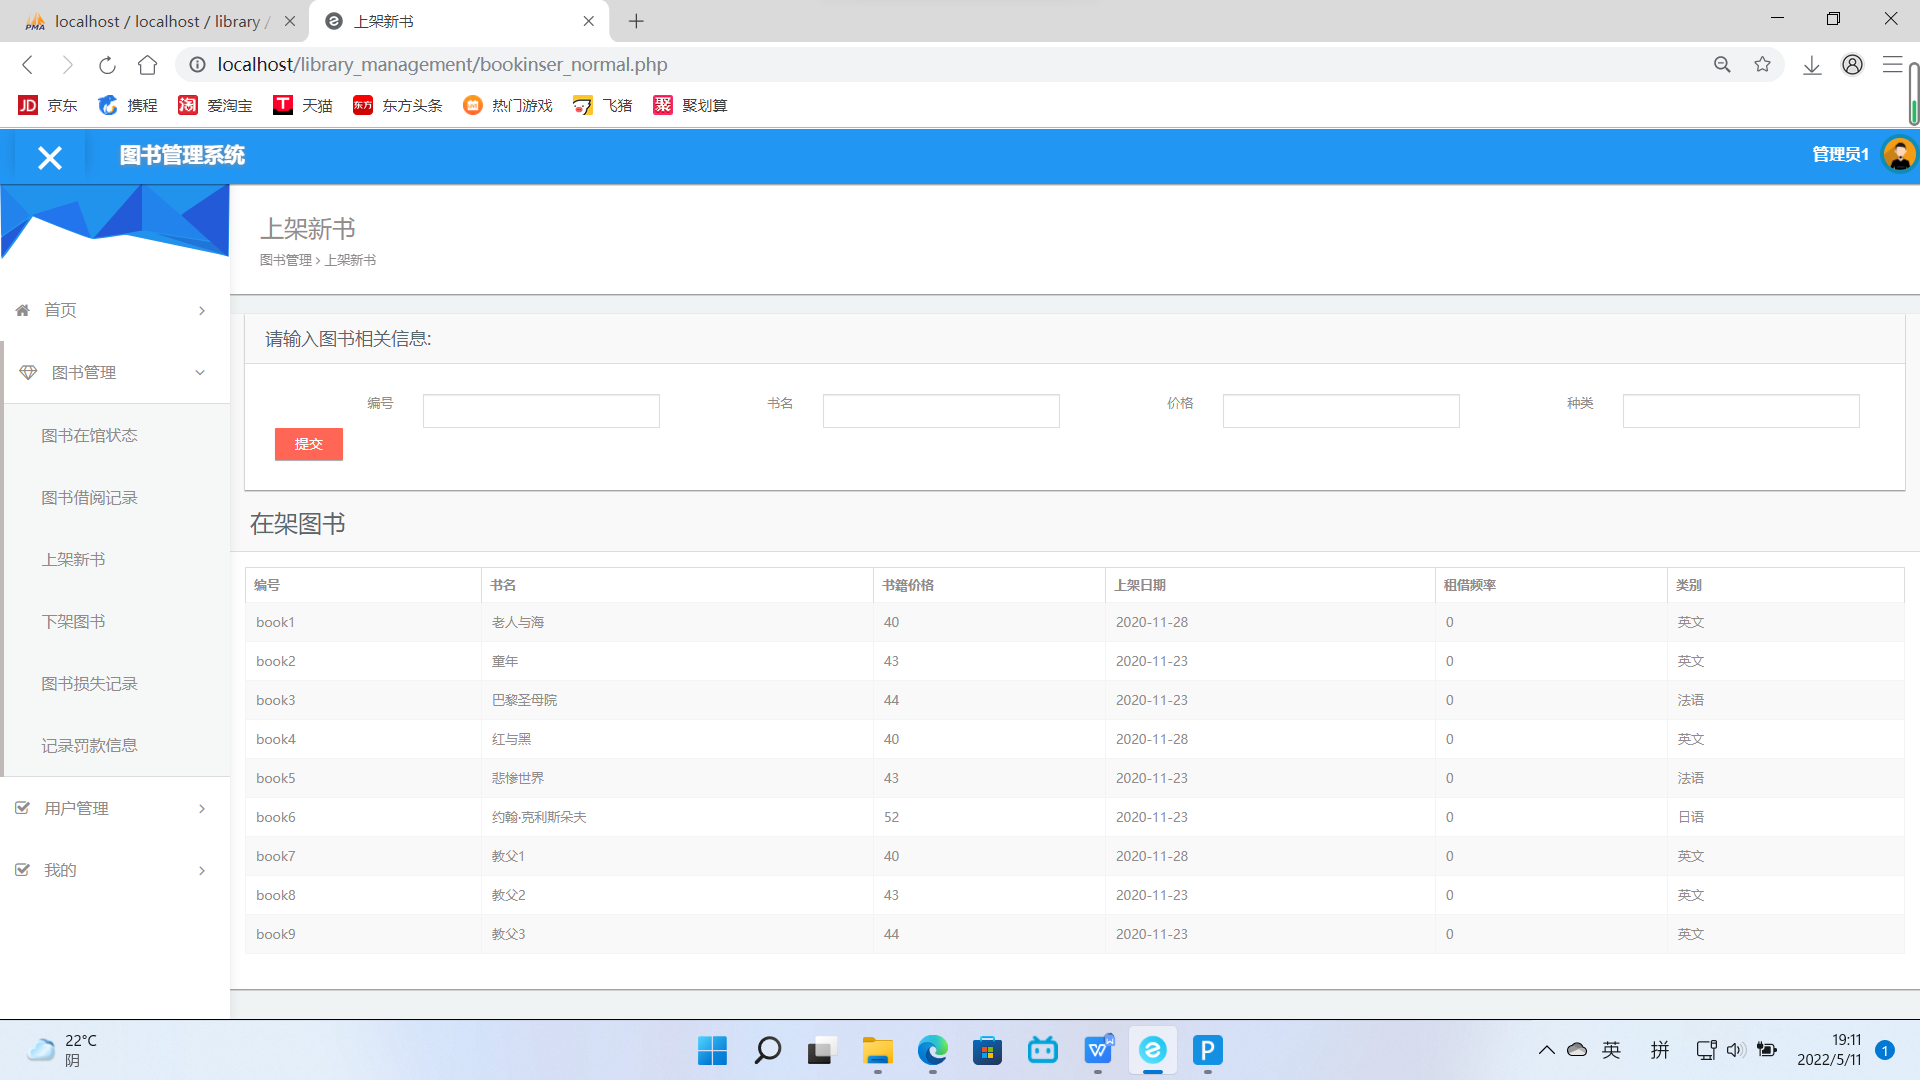 localhost / localhost / library /
上架新书
localhost/library_management/bookinser_normal.php
京东 携程 爱淘宝 天猫 东方头条 热门游戏 飞猪 聚划算
图书管理系统
管理员1
上架新书
图书管理 › 上架新书
首页
图书管理
图书在馆状态
图书借阅记录
上架新书
下架图书
图书损失记录
记录罚款信息
用户管理
我的
请输入图书相关信息:
编号 书名 价格 种类
提交
在架图书
编号 书名 书籍价格 上架日期 租借频率 类别
book1 老人与海 40 2020-11-28 0 英文
book2 童年 43 2020-11-23 0 英文
book3 巴黎圣母院 44 2020-11-23 0 法语
book4 红与黑 40 2020-11-28 0 英文
book5 悲惨世界 43 2020-11-23 0 法语
book6 约翰·克利斯朵夫 52 2020-11-23 0 日语
book7 教父1 40 2020-11-28 0 英文
book8 教父2 43 2020-11-23 0 英文
book9 教父3 44 2020-11-23 0 英文
22°C
阴
英 拼
19:11
2022/5/11
1